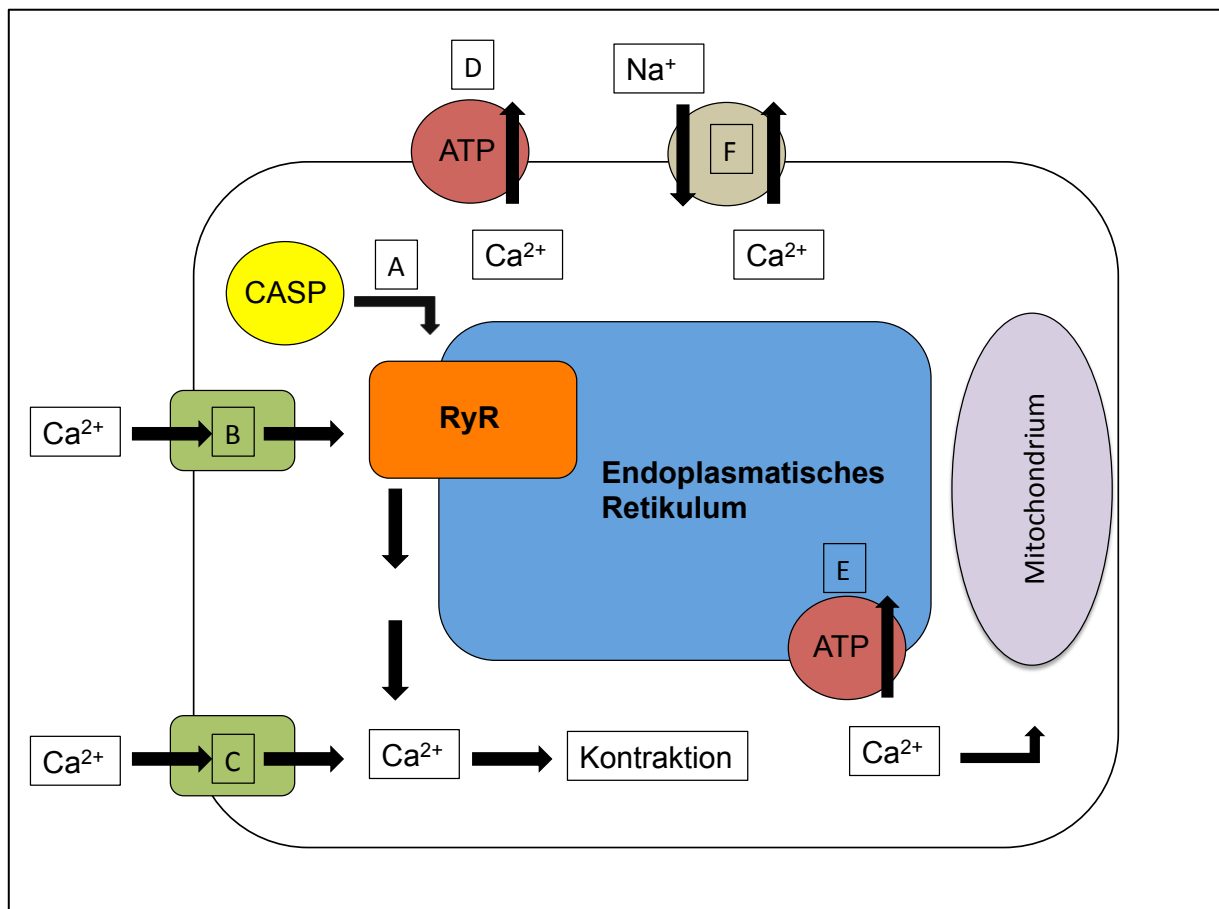 D
Na⁺
ATP
F
Ca²⁺
Ca²⁺
A
CASP
RyR
Ca²⁺
B
Endoplasmatisches
Retikulum
Mitochondrium
E
ATP
Ca²⁺
C
Ca²⁺
Kontraktion
Ca²⁺